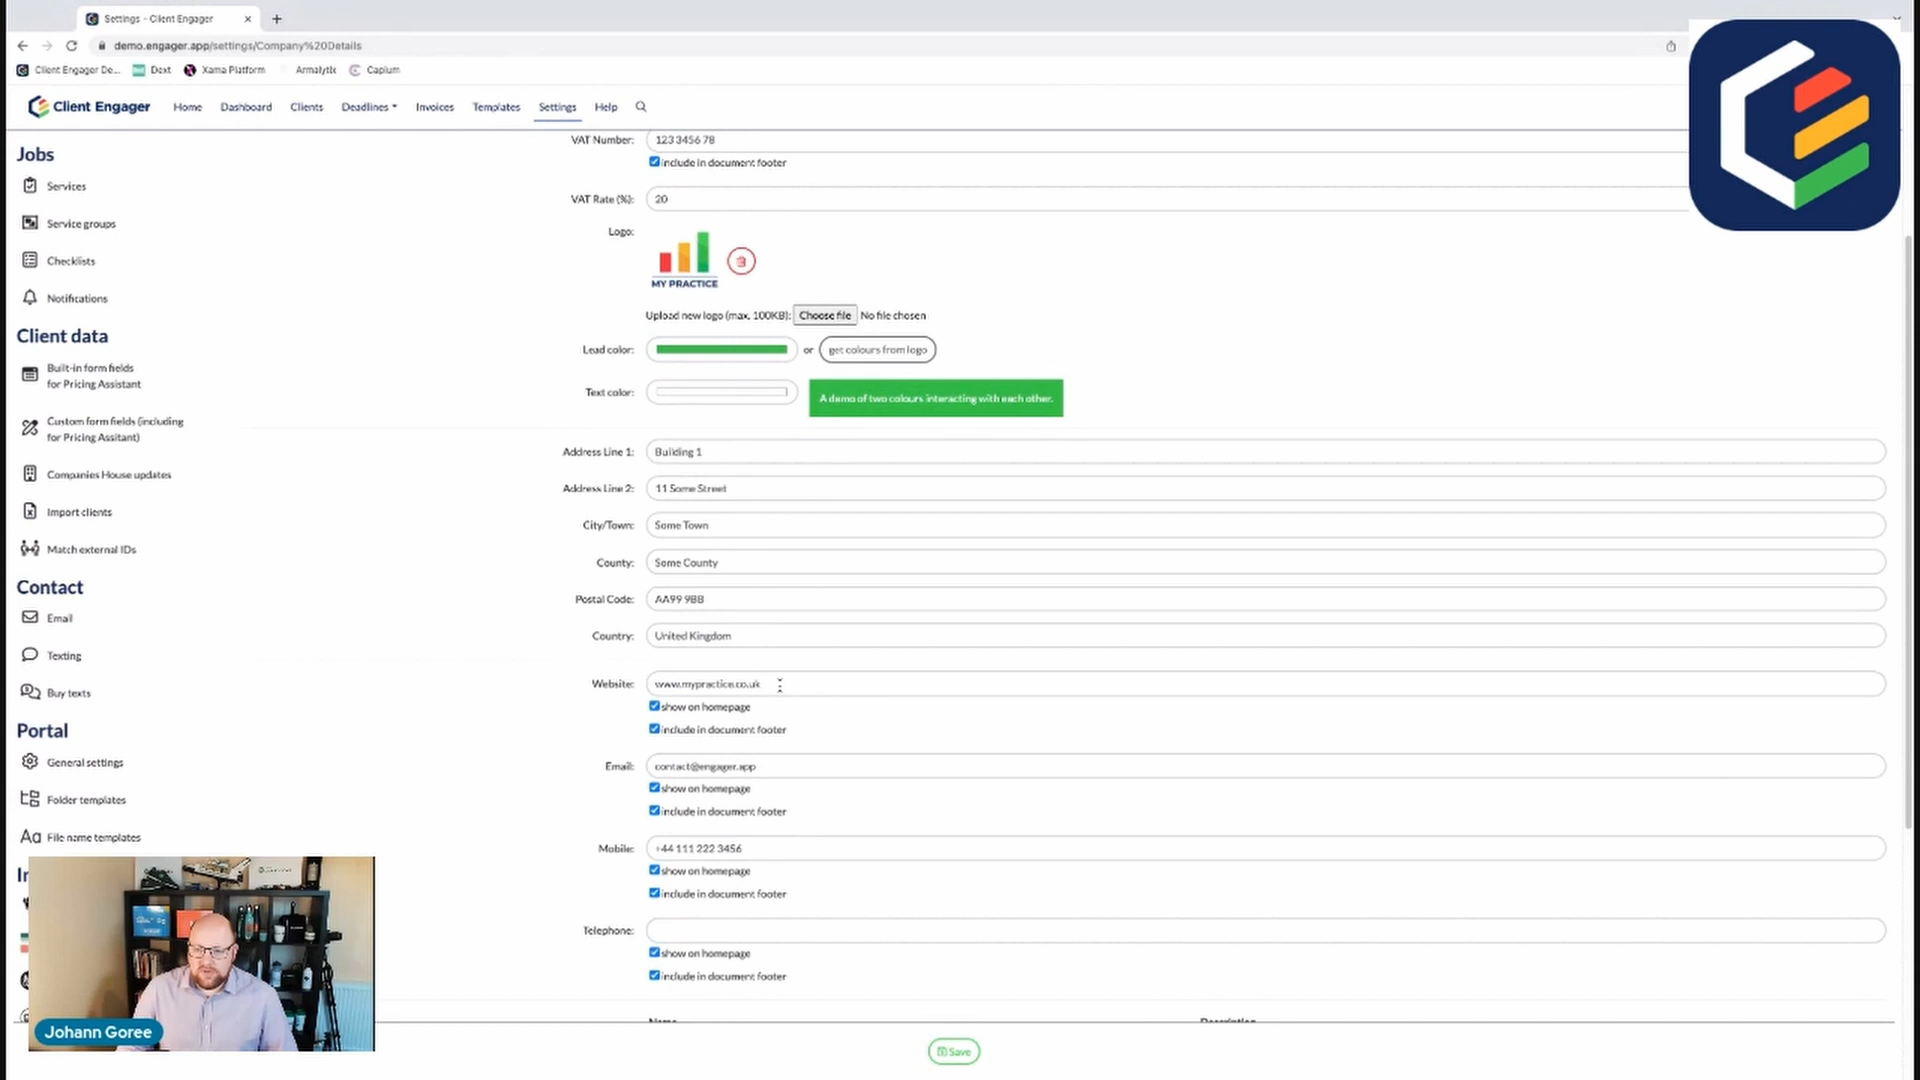 Settings - Client Engager
demo.engager.app/settings/Company%20Details
Client Engager De... Dext Xama Platform Armalytix Capium
Client Engager Home Dashboard Clients Deadlines Invoices Templates Settings Help
Jobs
Services
Service groups
Checklists
Notifications
Client data
Built-in form fields
for Pricing Assistant
Custom form fields (including
for Pricing Assitant)
Companies House updates
Import clients
Match external IDs
Contact
Email
Texting
Buy texts
Portal
General settings
Folder templates
Aa File name templates
VAT Number: 123 3456 78
include in document footer
VAT Rate (%): 20
Logo:
MY PRACTICE
Upload new logo (max. 100KB): Choose file No file chosen
Lead color: or get colours from logo
Text color: A demo of two colours interacting with each other.
Address Line 1: Building 1
Address Line 2: 11 Some Street
City/Town: Some Town
County: Some County
Postal Code: AA99 9BB
Country: United Kingdom
Website: www.mypractice.co.uk
show on homepage
include in document footer
Email: contact@engager.app
show on homepage
include in document footer
Mobile: +44 111 222 3456
show on homepage
include in document footer
Telephone:
show on homepage
include in document footer
Name Description
Save
Johann Goree